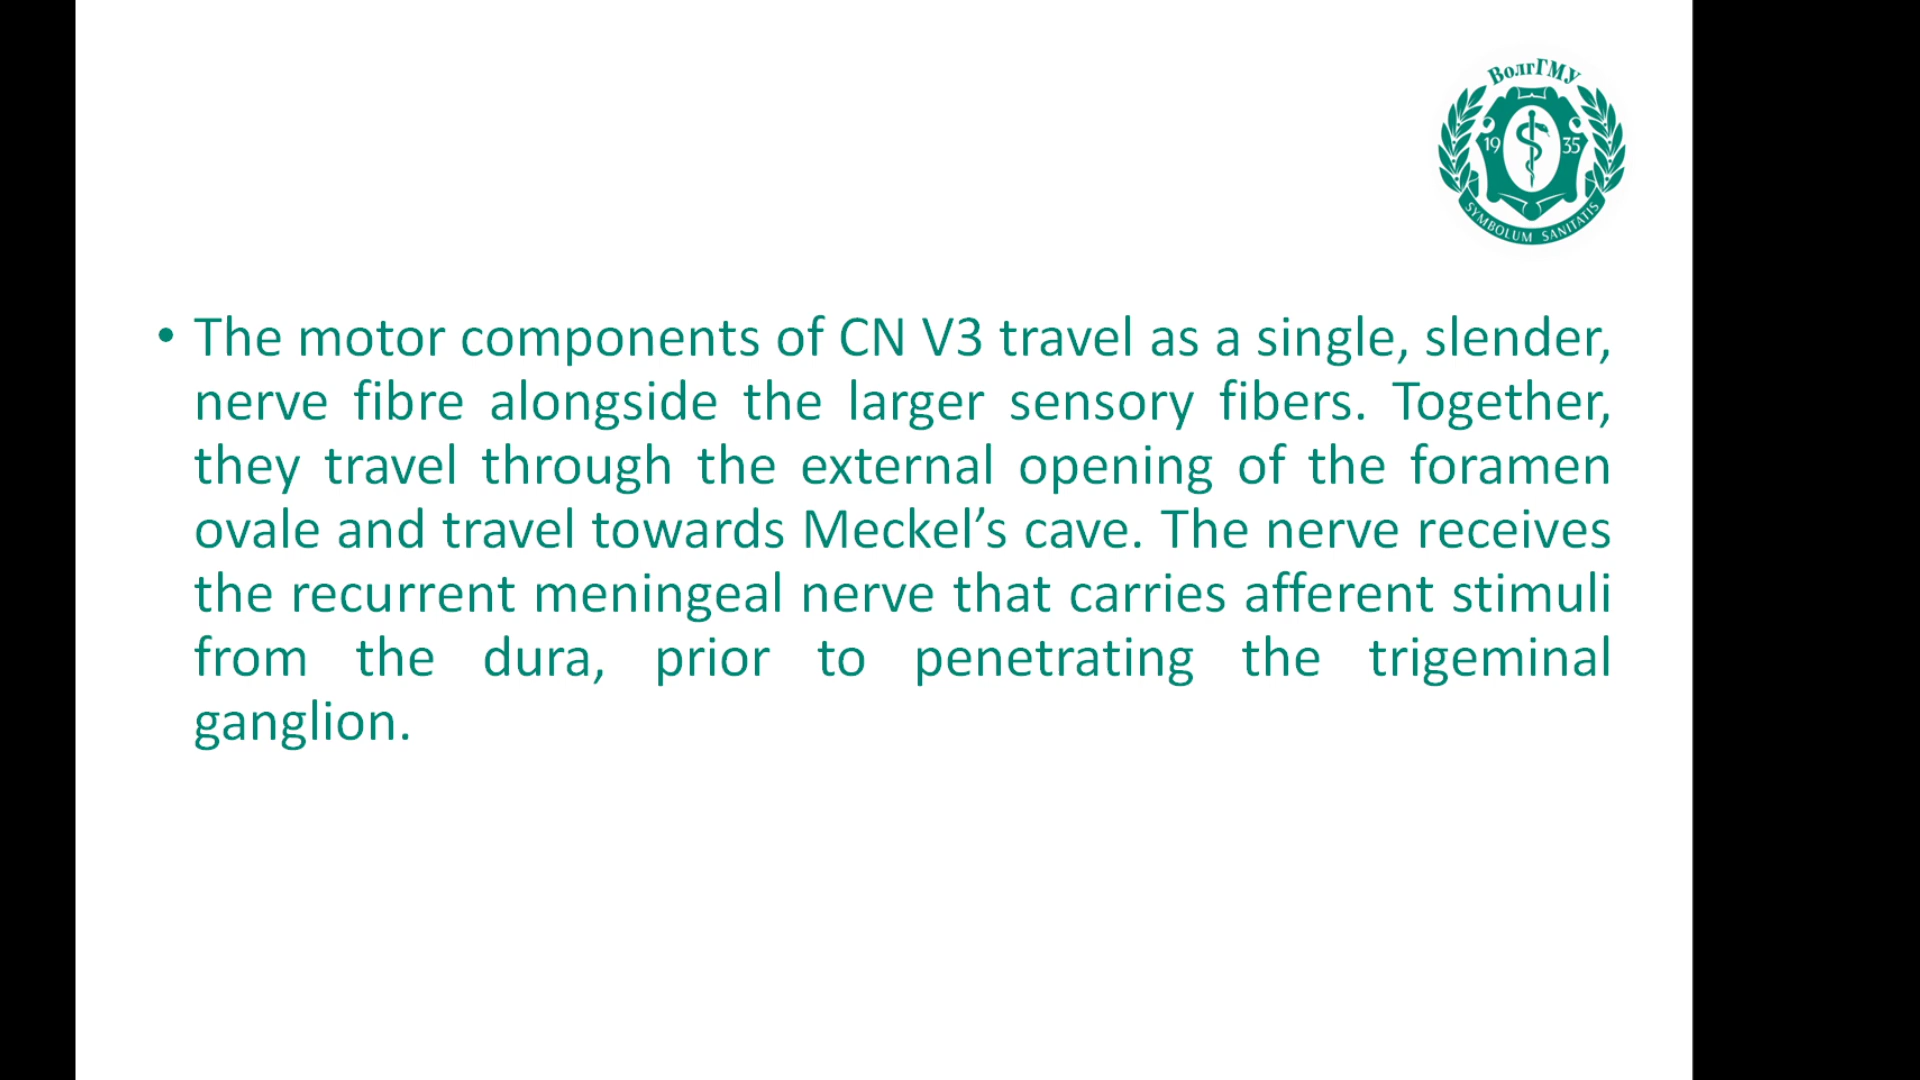 ВолгГМУ
19 35
SYMBOLUM SANITATIS
• The motor components of CN V3 travel as a single, slender,
nerve fibre alongside the larger sensory fibers. Together,
they travel through the external opening of the foramen
ovale and travel towards Meckel’s cave. The nerve receives
the recurrent meningeal nerve that carries afferent stimuli
from the dura, prior to penetrating the trigeminal
ganglion.